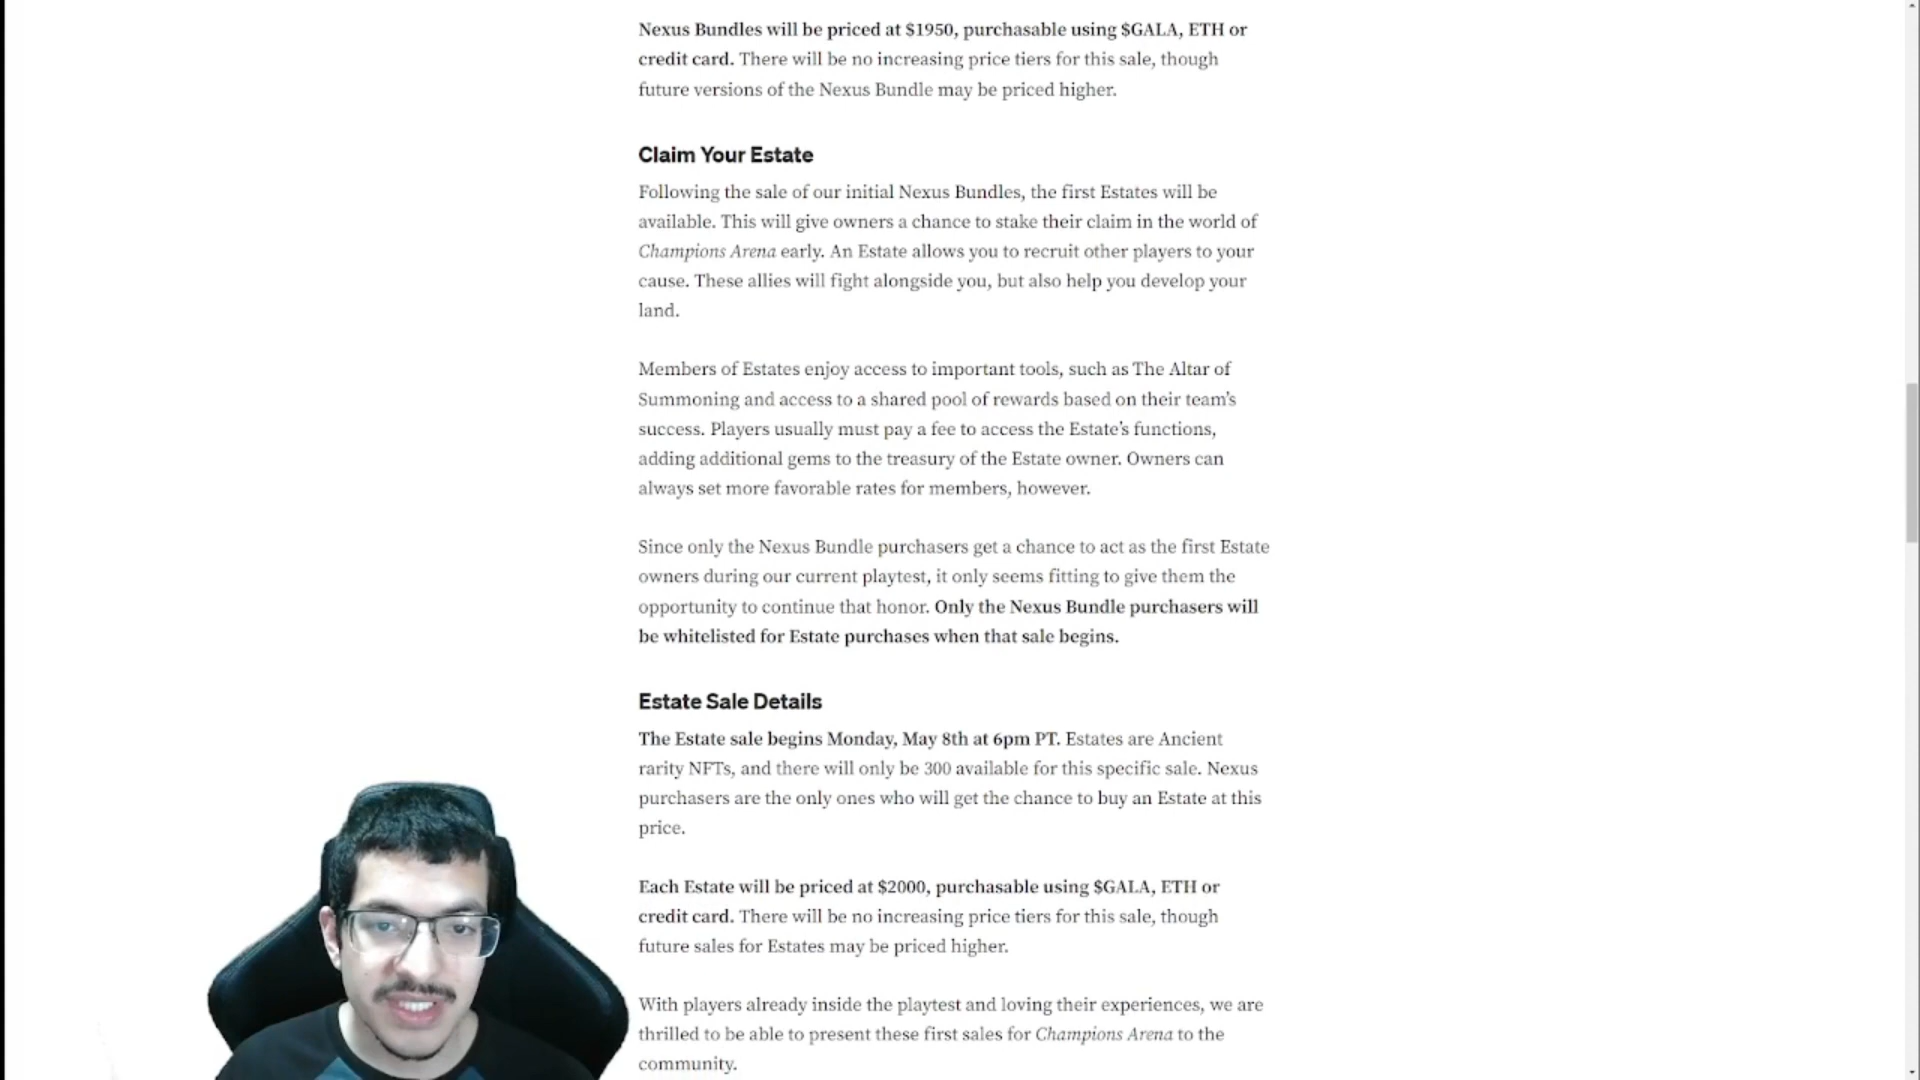 Nexus Bundles will be priced at $1950, purchasable using $GALA, ETH or
credit card. There will be no increasing price tiers for this sale, though
future versions of the Nexus Bundle may be priced higher.
Claim Your Estate
Following the sale of our initial Nexus Bundles, the first Estates will be
available. This will give owners a chance to stake their claim in the world of
Champions Arena early. An Estate allows you to recruit other players to your
cause. These allies will fight alongside you, but also help you develop your
land.
Members of Estates enjoy access to important tools, such as The Altar of
Summoning and access to a shared pool of rewards based on their team's
success. Players usually must pay a fee to access the Estate's functions,
adding additional gems to the treasury of the Estate owner. Owners can
always set more favorable rates for members, however.
Since only the Nexus Bundle purchasers get a chance to act as the first Estate
owners during our current playtest, it only seems fitting to give them the
opportunity to continue that honor. Only the Nexus Bundle purchasers will
be whitelisted for Estate purchases when that sale begins.
Estate Sale Details
The Estate sale begins Monday, May 8th at 6pm PT. Estates are Ancient
rarity NFTs, and there will only be 300 available for this specific sale. Nexus
purchasers are the only ones who will get the chance to buy an Estate at this
price.
Each Estate will be priced at $2000, purchasable using $GALA, ETH or
credit card. There will be no increasing price tiers for this sale, though
future sales for Estates may be priced higher.
With players already inside the playtest and loving their experiences, we are
thrilled to be able to present these first sales for Champions Arena to the
community.